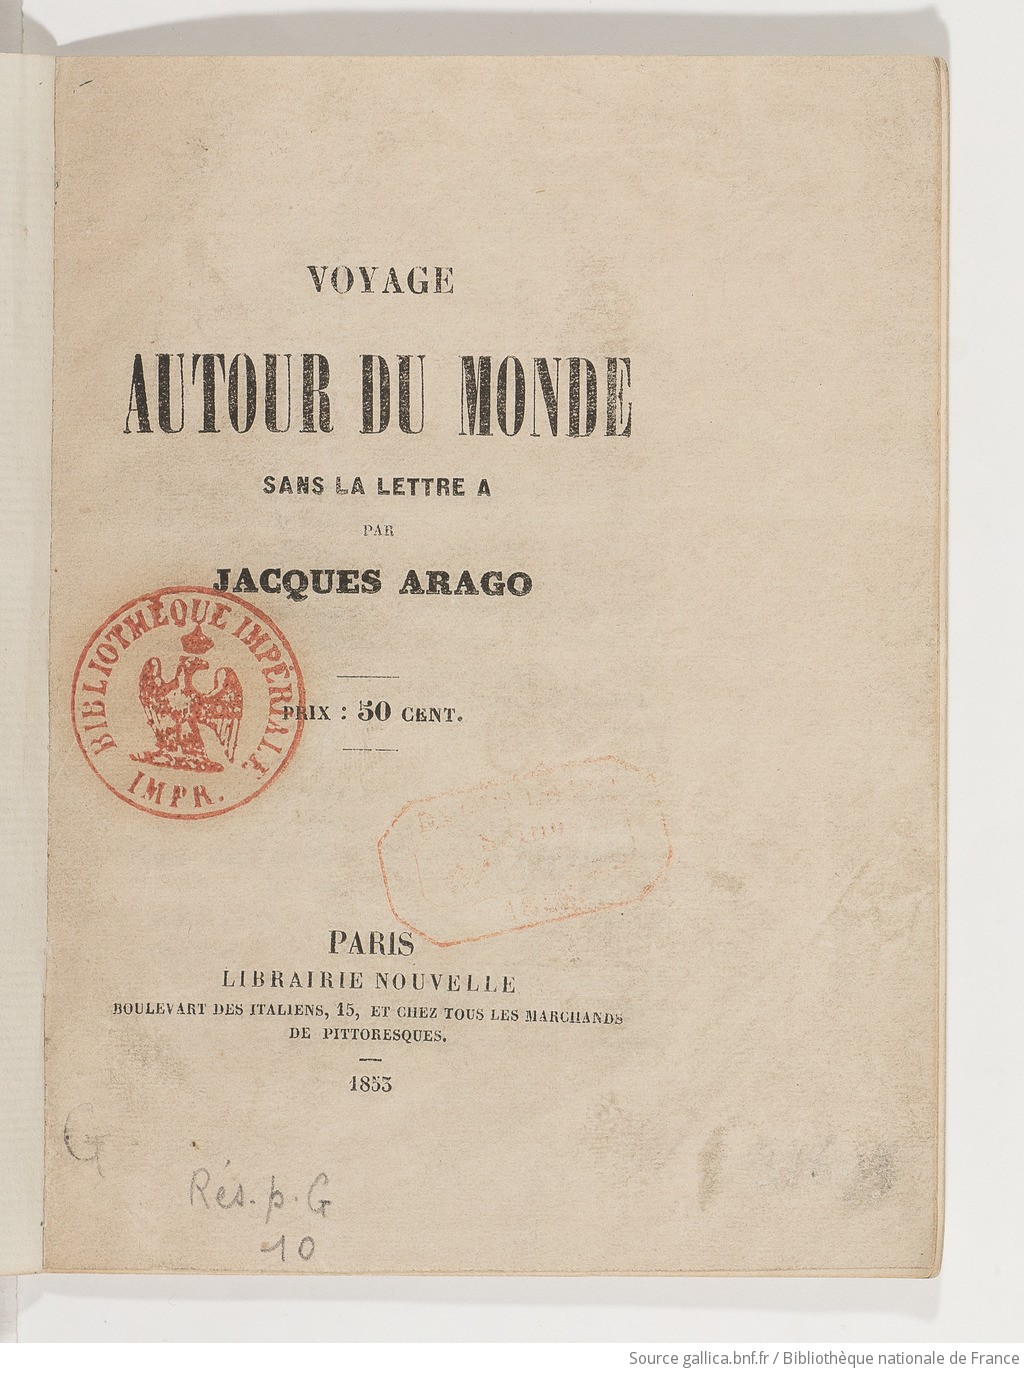 VOYAGE
AUTOUR DU MONDE
SANS LA LETTRE A
PAR
JACQUES ARAGO
BIBLIOTHÈQUE IMPÉRIALE
IMPR.
PRIX : 50 CENT.
PARIS
LIBRAIRIE NOUVELLE
BOULEVART DES ITALIENS, 15, ET CHEZ TOUS LES MARCHANDS
DE PITTORESQUES.
1853
G
Rés. p. G
10
Source gallica.bnf.fr / Bibliothèque nationale de France